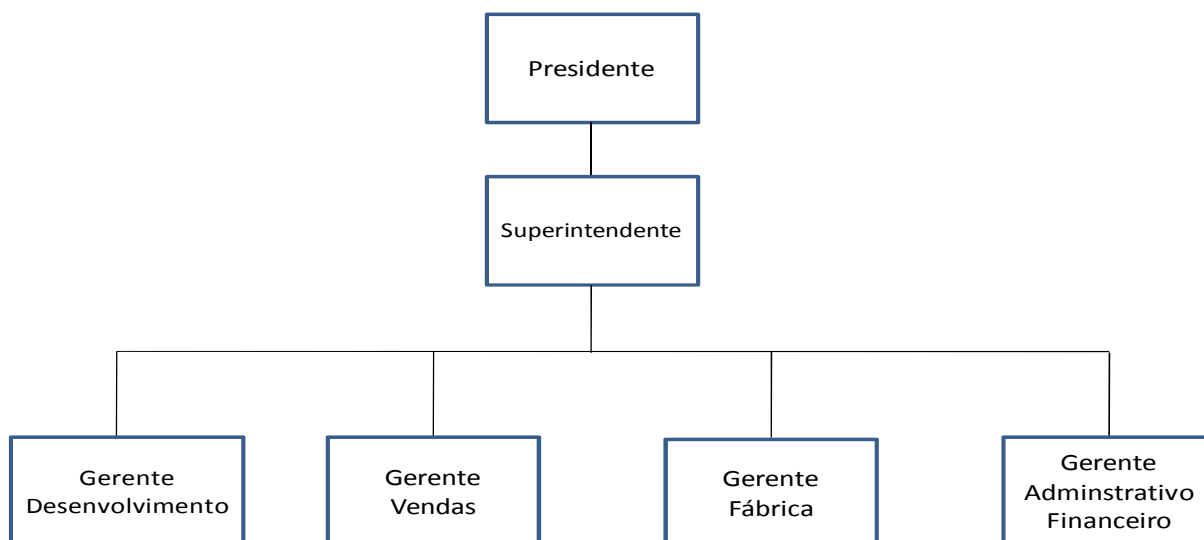 Presidente
Superintendente
Gerente
Desenvolvimento
Gerente
Vendas
Gerente
Fábrica
Gerente
Adminstrativo
Financeiro